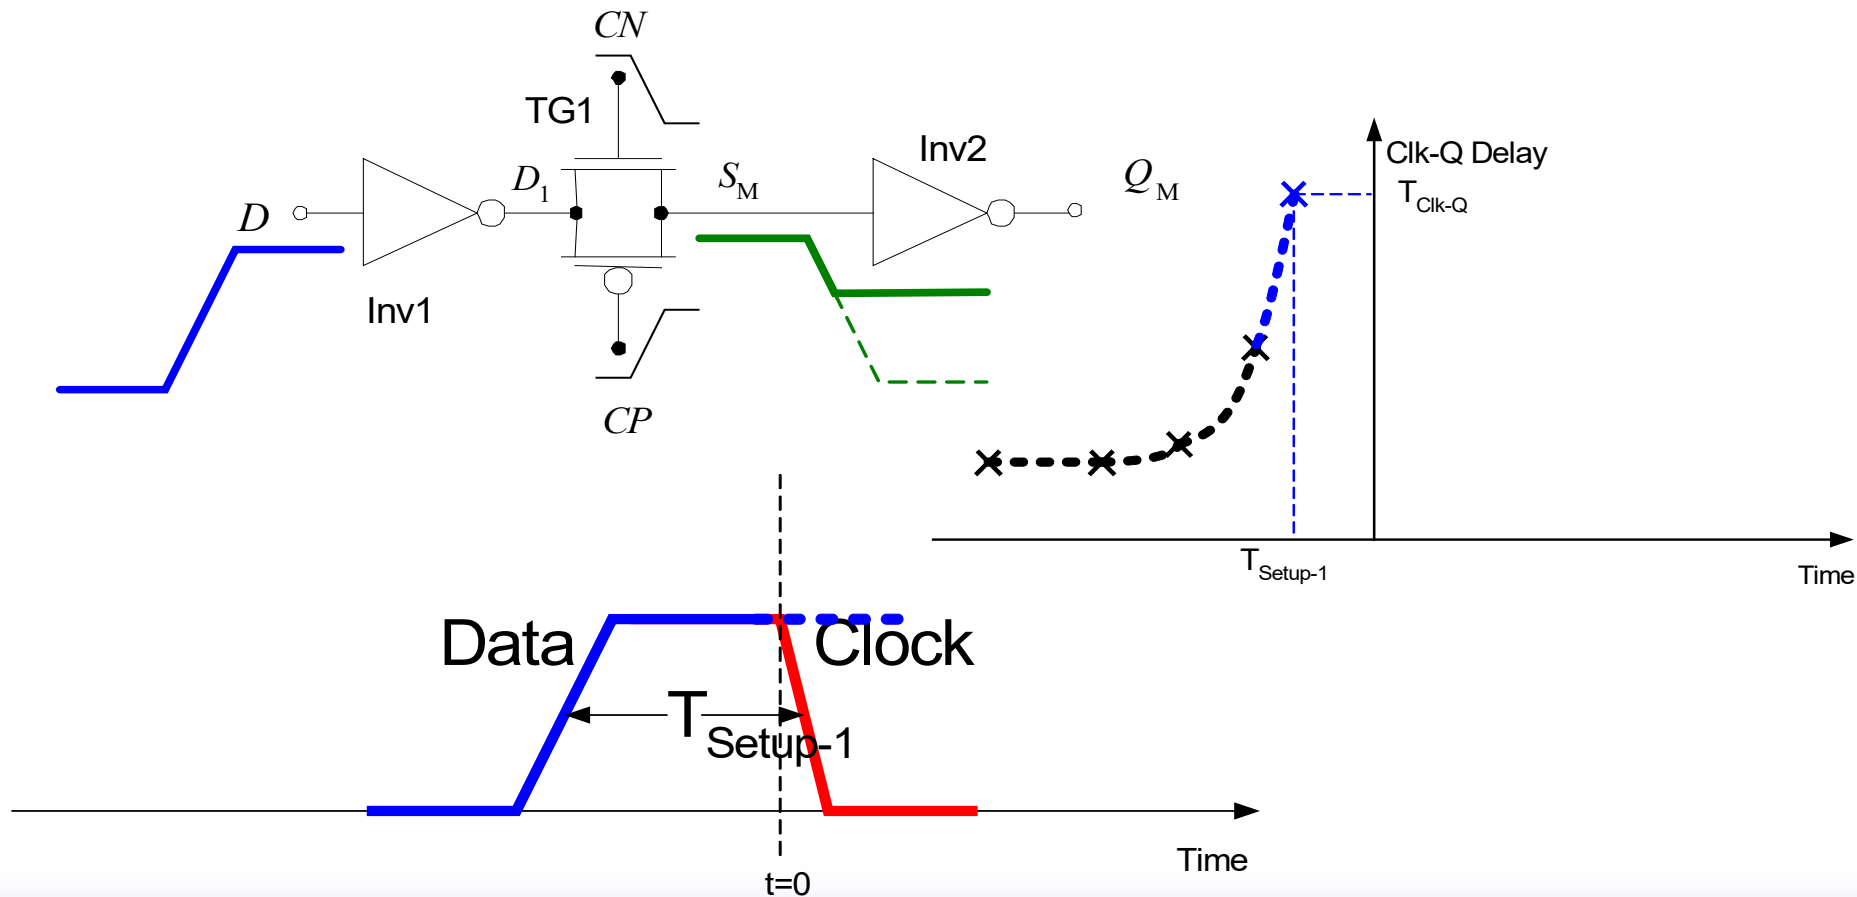 CN
TG1
Inv2
Clk-Q Delay
D1
SM
QM
TClk-Q
D
Inv1
CP
TSetup-1
Time
Data
Clock
TSetup-1
Time
t=0